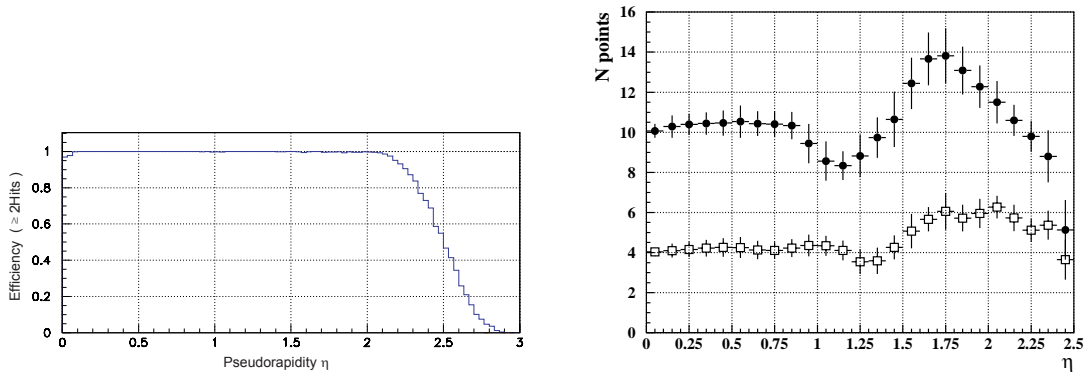 Efficiency ( ≥ 2Hits )
1
0.8
0.6
0.4
0.2
0
0 0.5 1 1.5 2 2.5 3
Pseudorapidity η
N points
16
14
12
10
8
6
4
2
0
0 0.25 0.5 0.75 1 1.25 1.5 1.75 2 2.25 2.5
η